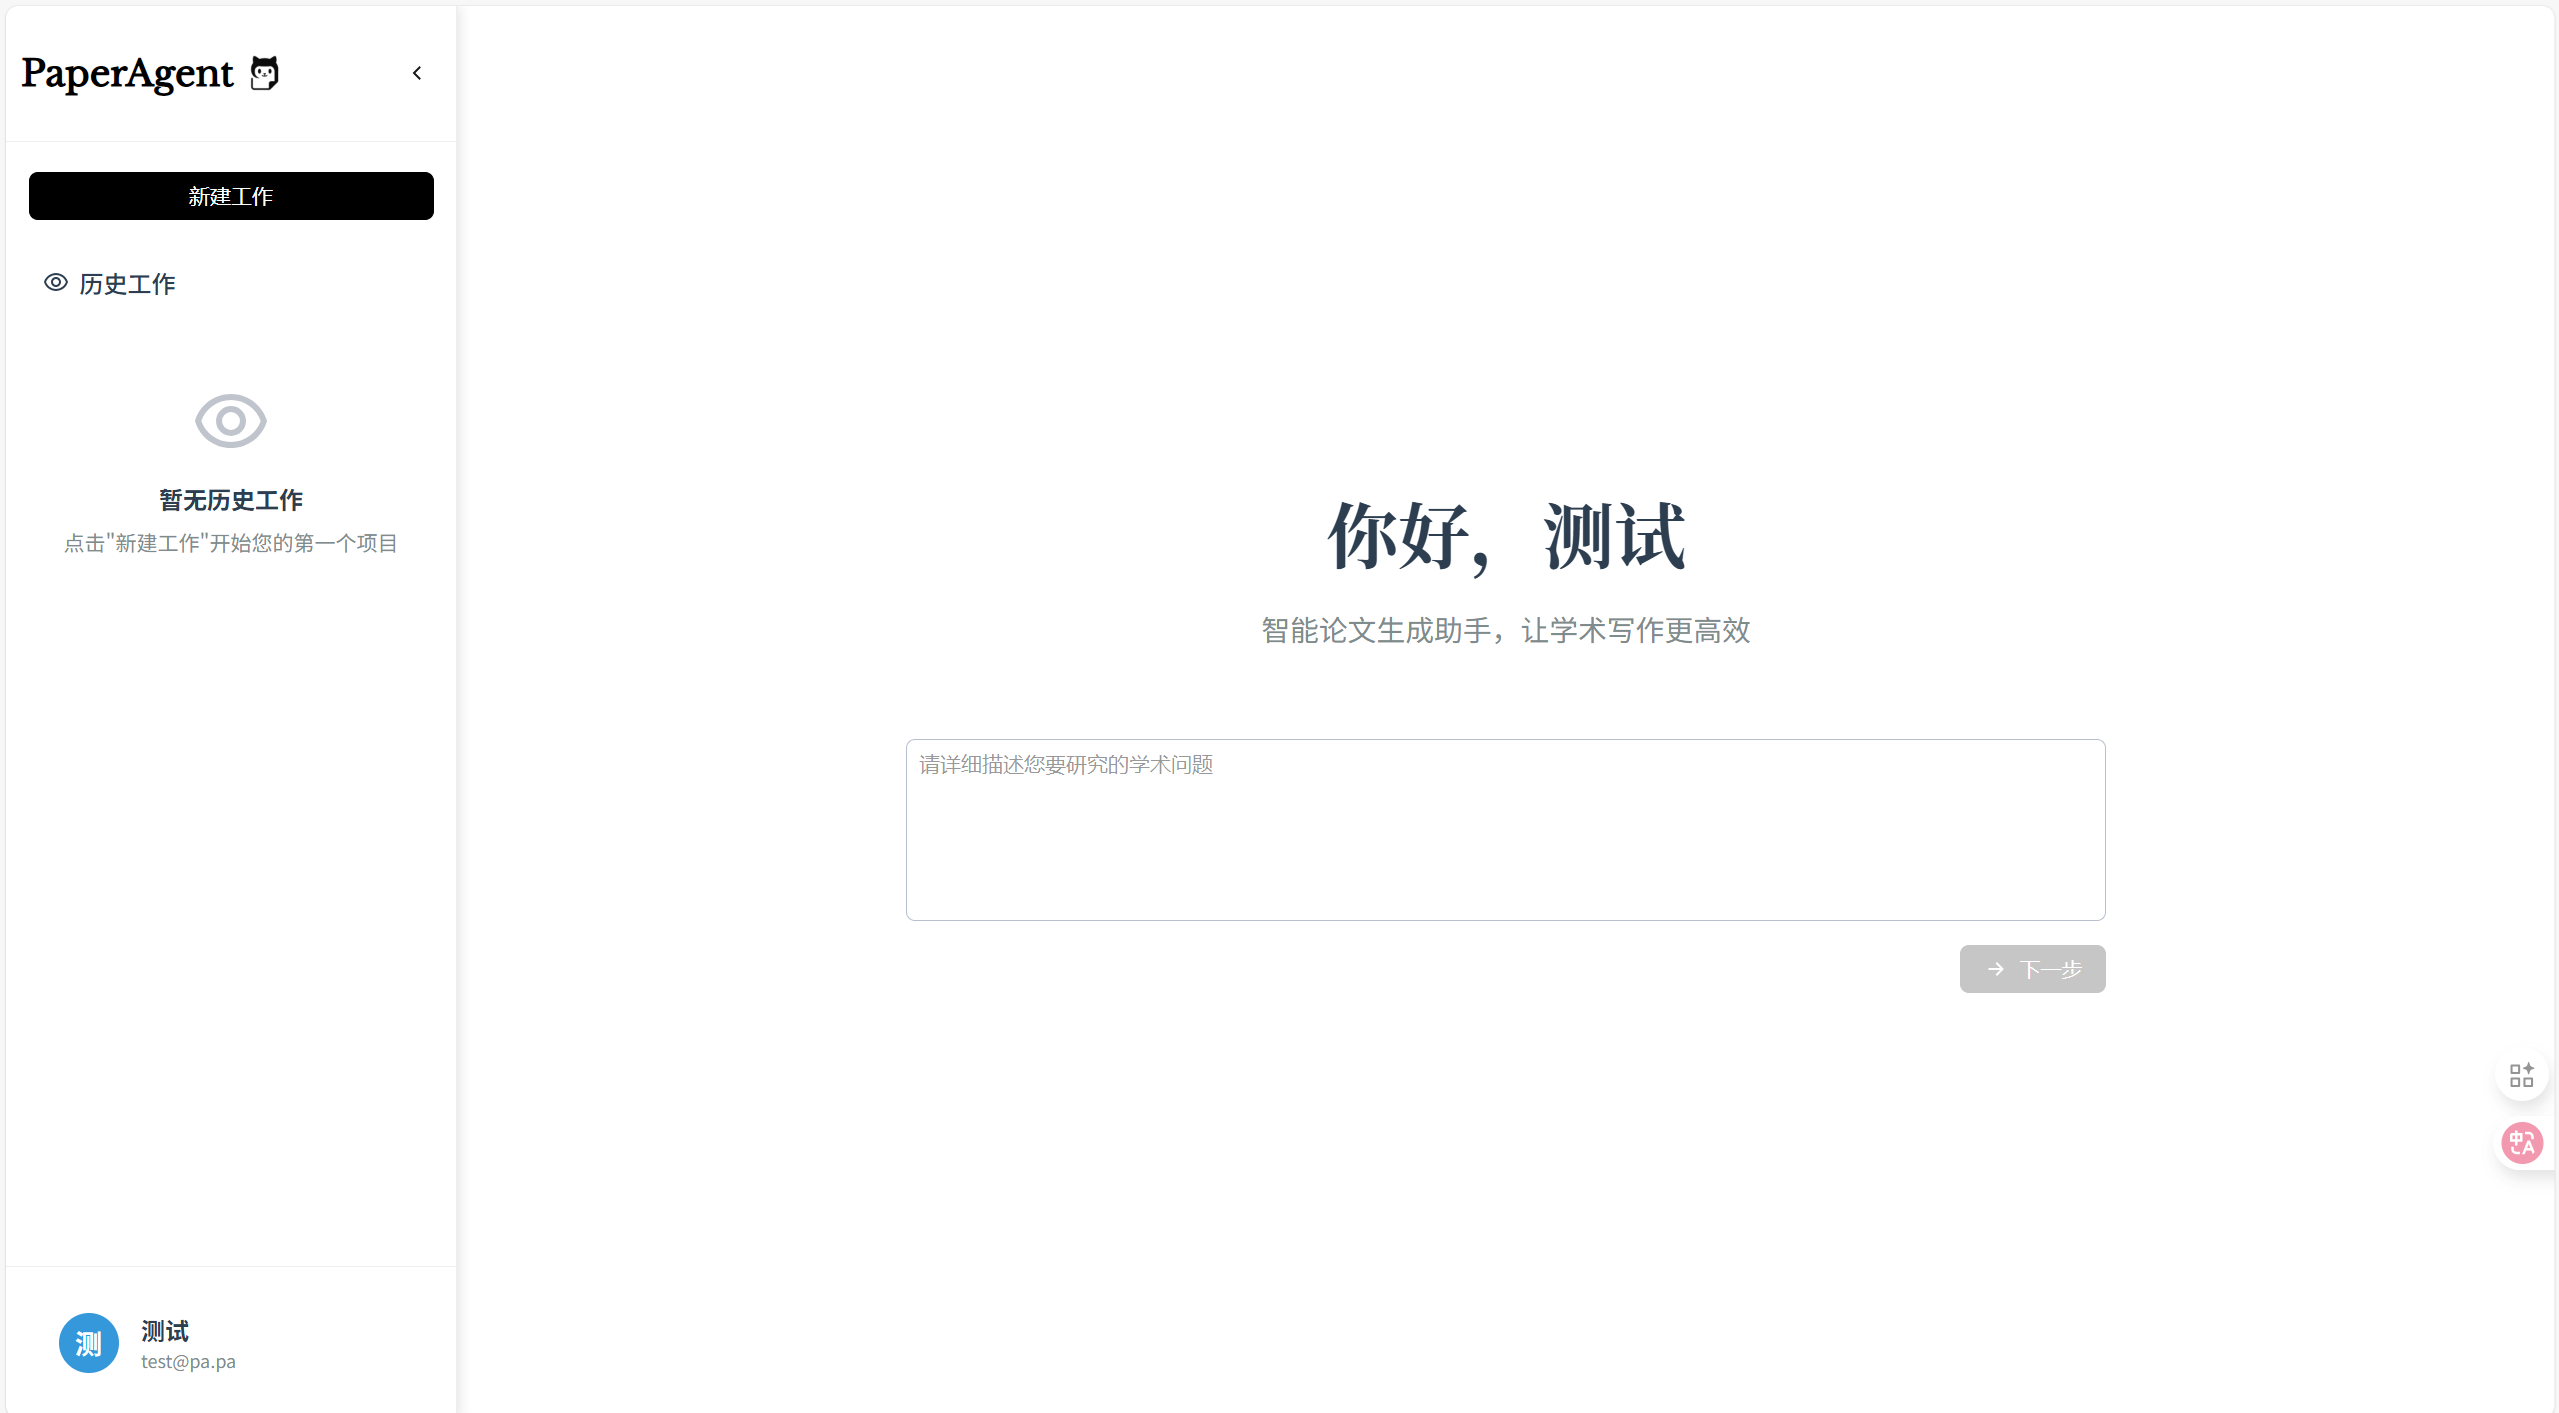 PaperAgent
新建工作
历史工作
暂无历史工作
点击"新建工作"开始您的第一个项目
你好，测试
智能论文生成助手，让学术写作更高效
请详细描述您要研究的学术问题
下一步
中A
测
测试
test@pa.pa